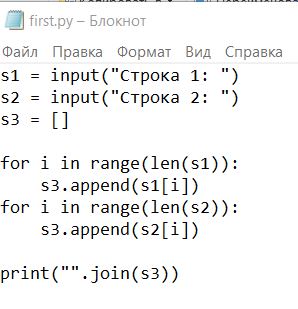 first.py – Блокнот
Файл Правка Формат Вид Справка
s1 = input("Строка 1: ")
s2 = input("Строка 2: ")
s3 = []

for i in range(len(s1)):
    s3.append(s1[i])
for i in range(len(s2)):
    s3.append(s2[i])

print("".join(s3))